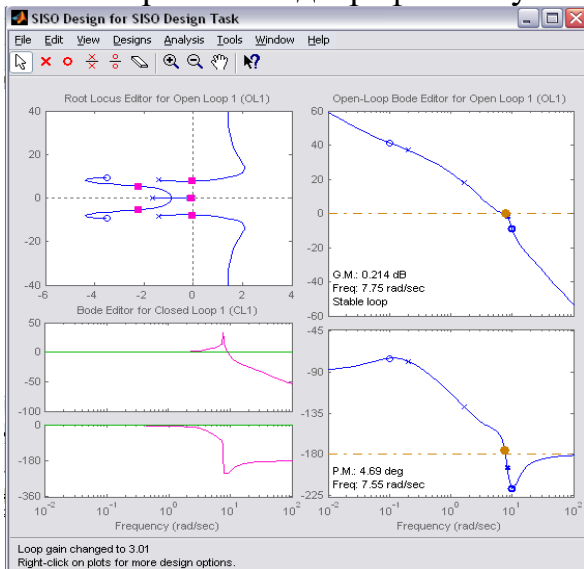 SISO Design for SISO Design Task
File Edit View Designs Analysis Tools Window Help
Root Locus Editor for Open Loop 1 (OL1)
40
20
0
-20
-40
-6 -4 -2 0 2 4
Bode Editor for Closed Loop 1 (CL1)
50
0
-50
-100
0
-180
-360
10^-2 10^-1 10^0 10^1 10^2
Frequency (rad/sec)
Open-Loop Bode Editor for Open Loop 1 (OL1)
60
40
20
0
-20
-40
-60
G.M.: 0.214 dB
Freq: 7.75 rad/sec
Stable loop
-45
-90
-135
-180
-225
P.M.: 4.69 deg
Freq: 7.55 rad/sec
10^-2 10^-1 10^0 10^1 10^2
Frequency (rad/sec)
Loop gain changed to 3.01
Right-click on plots for more design options.